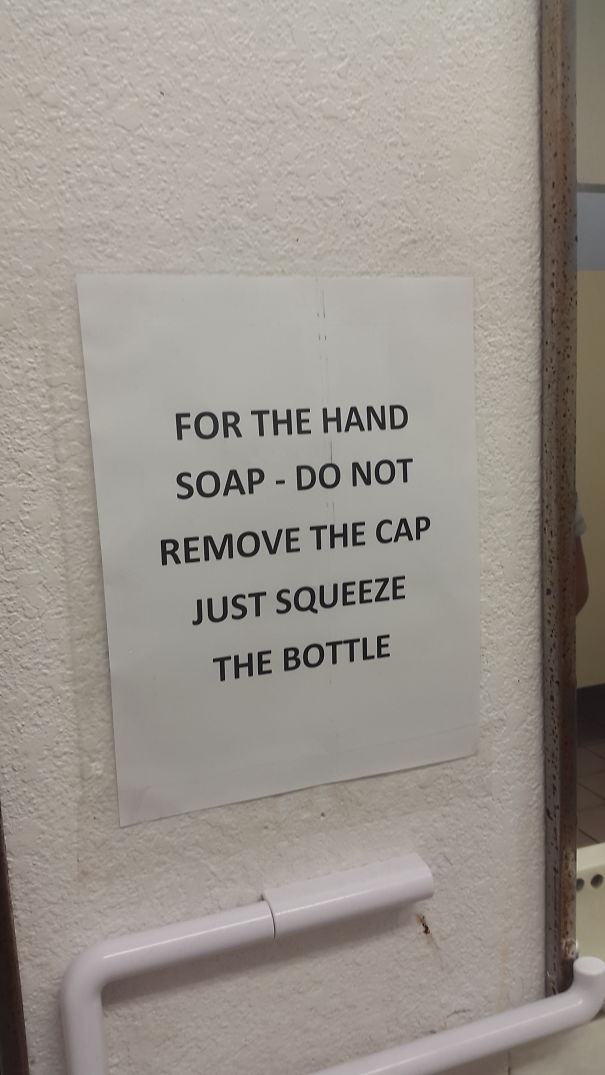 FOR THE HAND
SOAP - DO NOT
REMOVE THE CAP
JUST SQUEEZE
THE BOTTLE